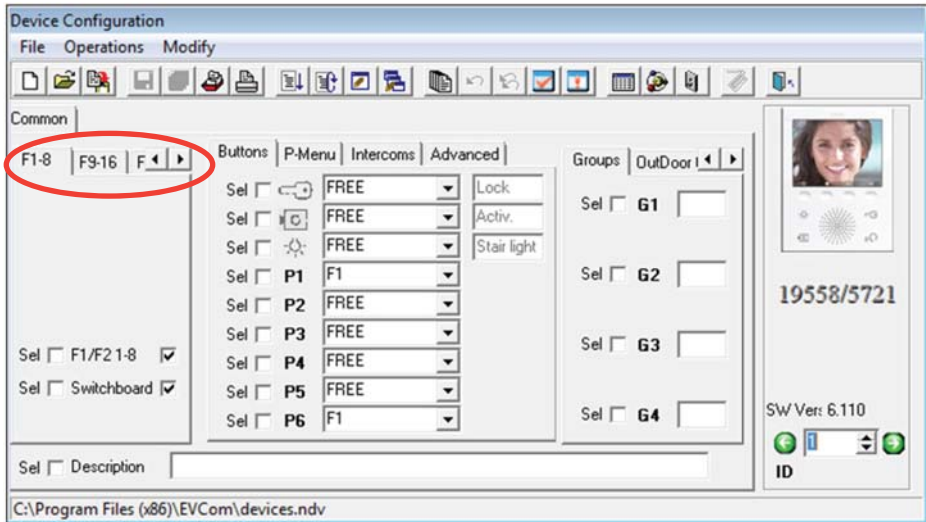 Device Configuration
File Operations Modify
Common
F1-8 F9-16 F
Buttons P-Menu Intercoms Advanced
Sel FREE Lock
Sel FREE Activ.
Sel FREE Stair light
Sel P1 F1
Sel P2 FREE
Sel P3 FREE
Sel P4 FREE
Sel P5 FREE
Sel P6 F1
Sel F1/F2 1-8
Sel Switchboard
Groups OutDoor
Sel G1
Sel G2
Sel G3
Sel G4
Sel Description
19558/5721
SW Ver: 6.110
1
ID
C:\Program Files (x86)\EVCom\devices.ndv